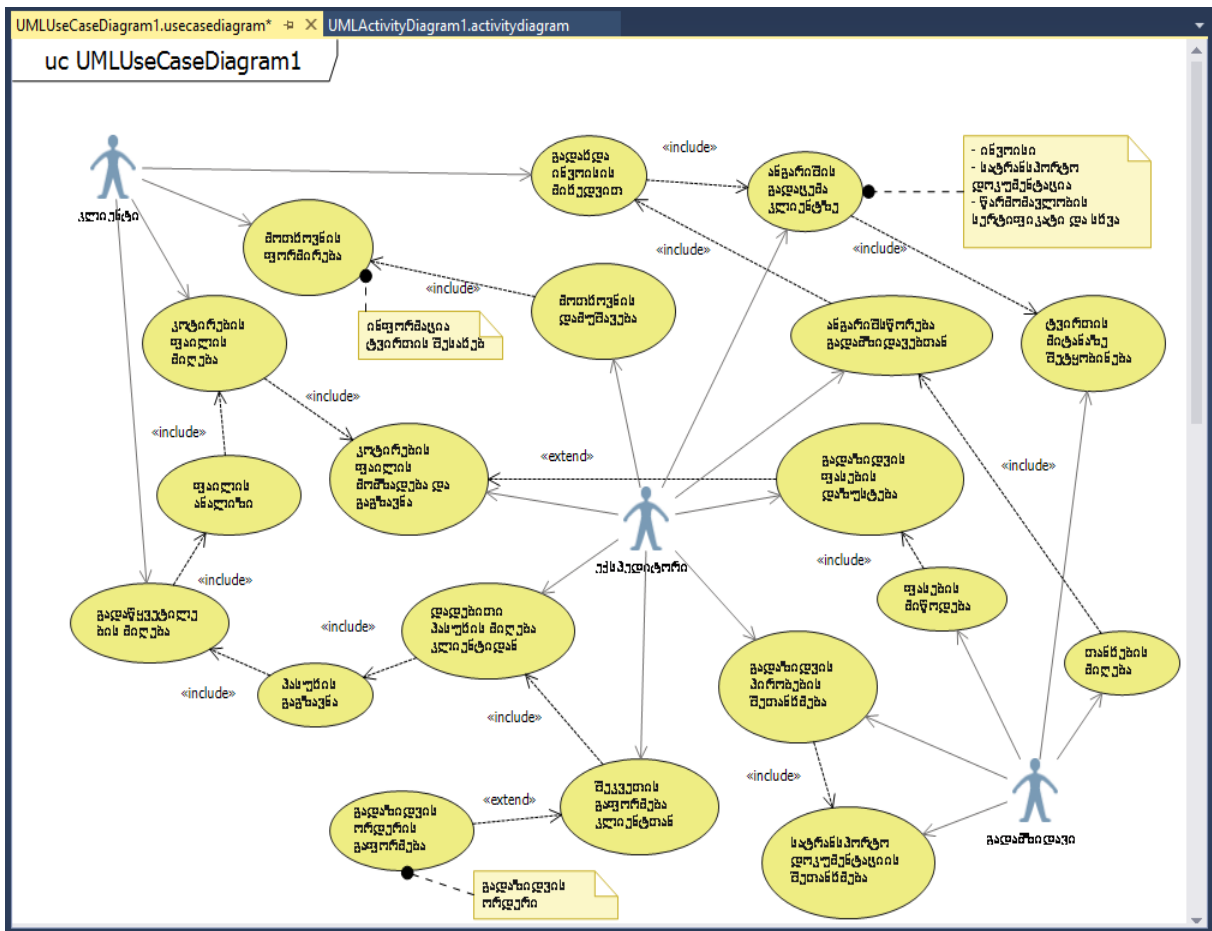 UMLUseCaseDiagram1.usecasediagram*
UMLActivityDiagram1.activitydiagram
uc UMLUseCaseDiagram1
კლიენტი
გადახდა
ინვოისის
მიხედვით
«include»
ანგარიშის
გადაცემა
კლიენტზე
- ინვოისი
- სატრანსპორტო
დოკუმენტაცია
- წარმომავლობის
სერტიფიკატი და სხვა
მოთხოვნის
ფორმირება
«include»
«include»
«include»
მოთხოვნის
დამუშავება
ინფორმაცია
ტვირთის შესახებ
კოტირების
ფაილის
მიღება
ანგარიშსწორება
გადამზიდავებთან
ტვირთის
მიტანაზე
შეტყობინება
«include»
«include»
კოტირების
ფაილის
მომზადება და
გაგზავნა
«extend»
გადაზიდვის
ფასების
დაზუსტება
«include»
ფაილის
ანალიზი
ექსპედიტორი
«include»
«include»
ფასების
მიწოდება
გადაწყვეტილე
ბის მიღება
«include»
დადებითი
პასუხის მიღება
კლიენტიდან
გადაზიდვის
პირობების
შეთანხმება
თანხების
მიღება
«include»
პასუხის
გაგზავნა
«include»
«include»
«extend»
შეკვეთის
გაფორმება
კლიენტთან
გადაზიდვის
ორდერის
გაფორმება
გადამზიდავი
სატრანსპორტო
დოკუმენტაციის
შეთანხმება
გადაზიდვის
ორდერი